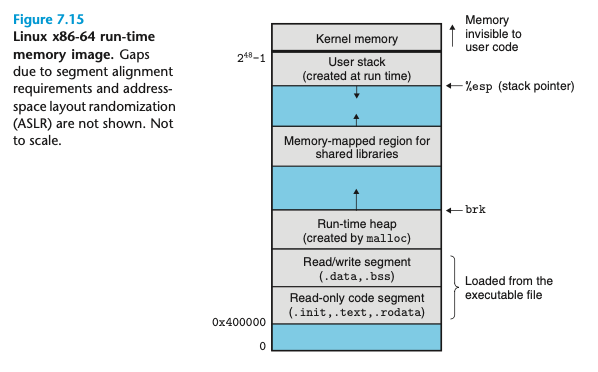 Figure 7.15
Linux x86-64 run-time
memory image. Gaps
due to segment alignment
requirements and address-
space layout randomization
(ASLR) are not shown. Not
to scale.
Memory
invisible to
user code
Kernel memory
2⁴⁸–1
User stack
(created at run time)
%esp (stack pointer)
Memory-mapped region for
shared libraries
brk
Run-time heap
(created by malloc)
Read/write segment
(.data,.bss)
Loaded from the
executable file
Read-only code segment
(.init,.text,.rodata)
0x400000
0